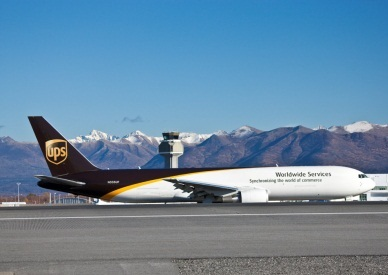 ups
Worldwide Services
Synchronizing the world of commerce